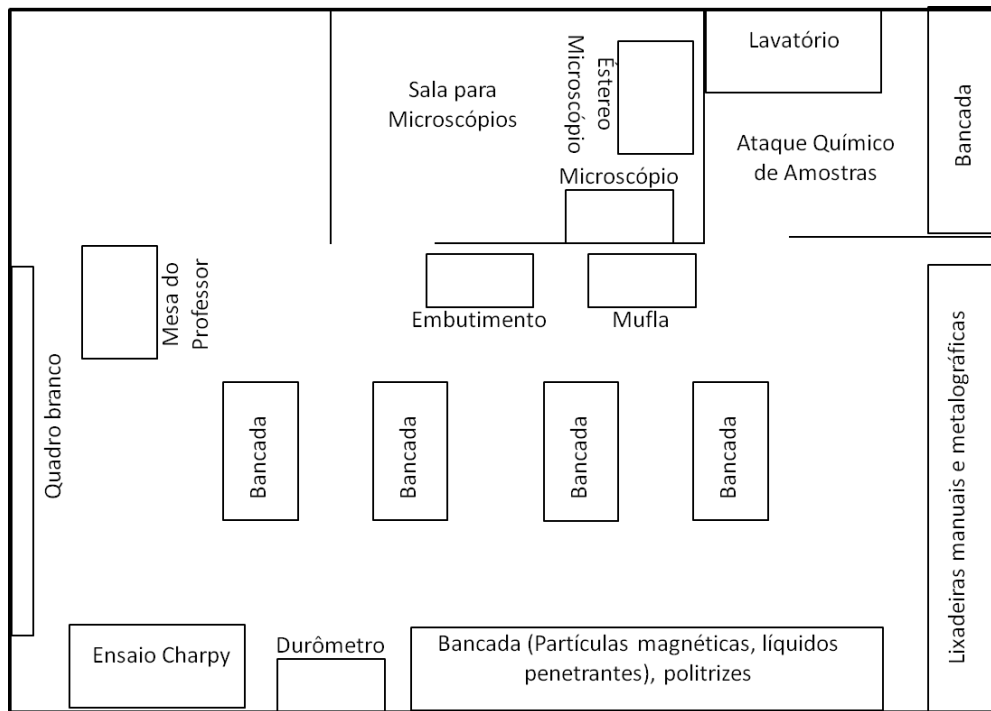 Lavatório
Sala para
Microscópios
Éstereo
Microscópio
Ataque Químico
de Amostras
Bancada
Microscópio
Mesa do
Professor
Embutimento
Mufla
Quadro branco
Bancada
Bancada
Bancada
Bancada
Lixadeiras manuais e metalográficas
Ensaio Charpy
Durômetro
Bancada (Partículas magnéticas, líquidos
penetrantes), politrizes